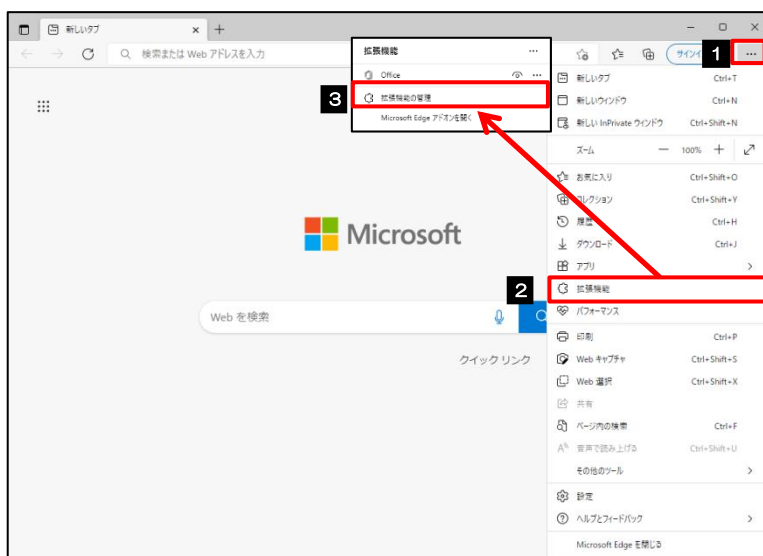 新しいタブ
検索または Web アドレスを入力
1
拡張機能
Office
3
拡張機能の管理
Microsoft Edge アドオンを開く
新しいタブ Ctrl+T
新しいウィンドウ Ctrl+N
新しい InPrivate ウィンドウ Ctrl+Shift+N
ズーム 100%
お気に入り Ctrl+Shift+O
コレクション Ctrl+Shift+Y
履歴 Ctrl+H
ダウンロード Ctrl+J
アプリ
2
拡張機能
パフォーマンス
印刷 Ctrl+P
Web キャプチャ Ctrl+Shift+S
Web 選択 Ctrl+Shift+X
共有
ページ内の検索 Ctrl+F
音声で読み上げる Ctrl+Shift+U
その他のツール
設定
ヘルプとフィードバック
Microsoft Edge を閉じる
Microsoft
Web を検索
クイック リンク